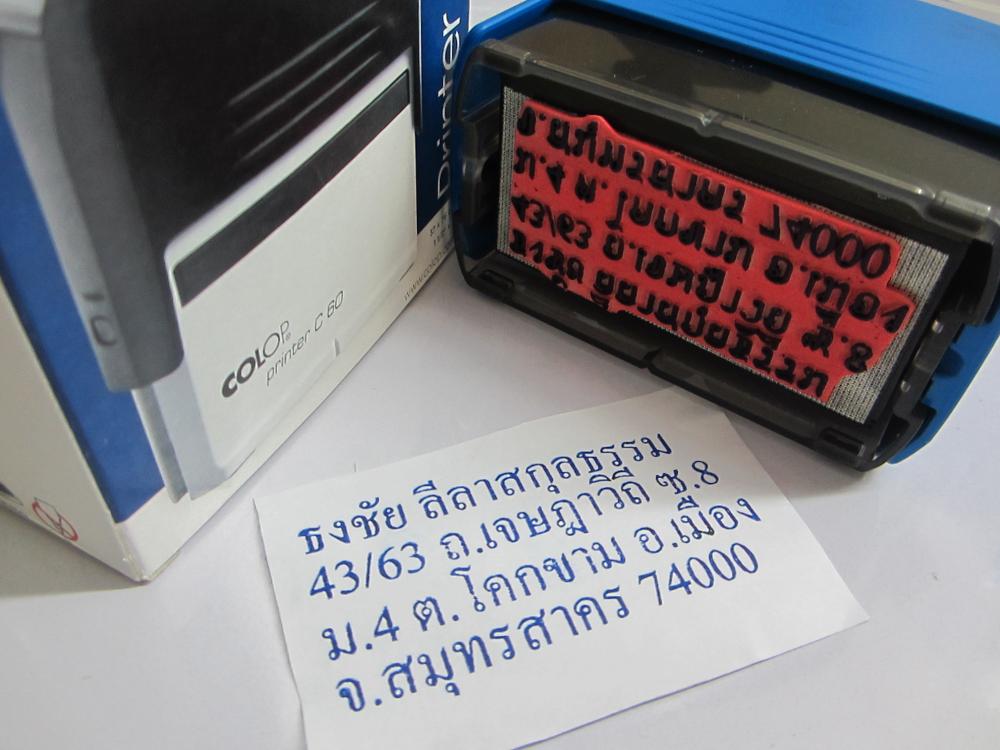 Printer
COLOP
printer C 60
ธงชัย ลีลาสกุลธรรม
43/63 ถ.เจษฎาวิถี ซ.8
ม.4 ต.โคกขาม อ.เมือง
จ.สมุทรสาคร 74000